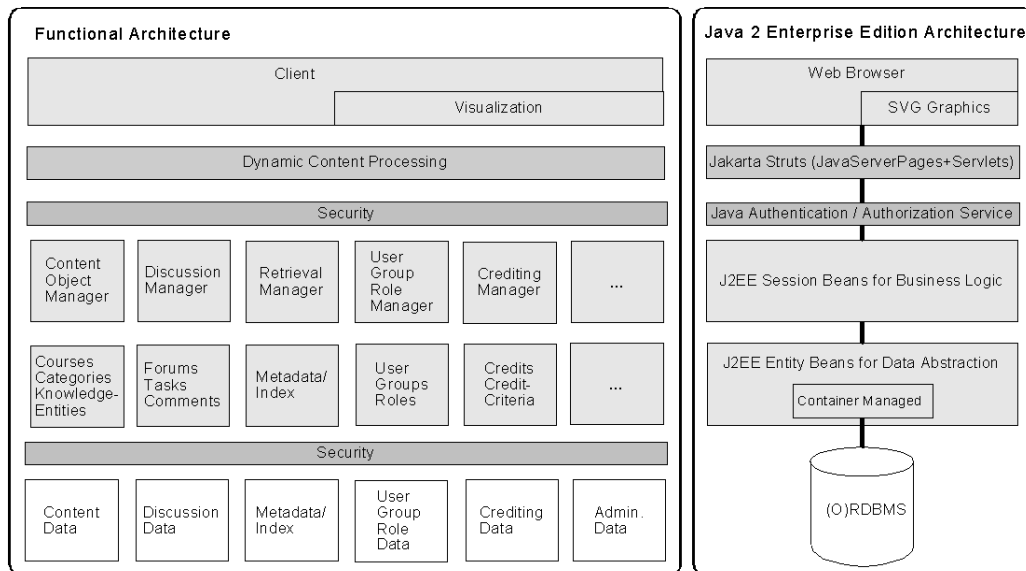 Functional Architecture
Client
Visualization
Dynamic Content Processing
Security
Content
Object
Manager
Discussion
Manager
Retrieval
Manager
User
Group
Role
Manager
Crediting
Manager
...
Courses
Categories
Knowledge-
Entities
Forums
Tasks
Comments
Metadata/
Index
User
Groups
Roles
Credits
Credit-
Criteria
...
Security
Content
Data
Discussion
Data
Metadata/
Index
User
Group
Role
Data
Crediting
Data
Admin.
Data
Java 2 Enterprise Edition Architecture
Web Browser
SVG Graphics
Jakarta Struts (JavaServerPages+Servlets)
Java Authentication / Authorization Service
J2EE Session Beans for Business Logic
J2EE Entity Beans for Data Abstraction
Container Managed
(O)RDBMS